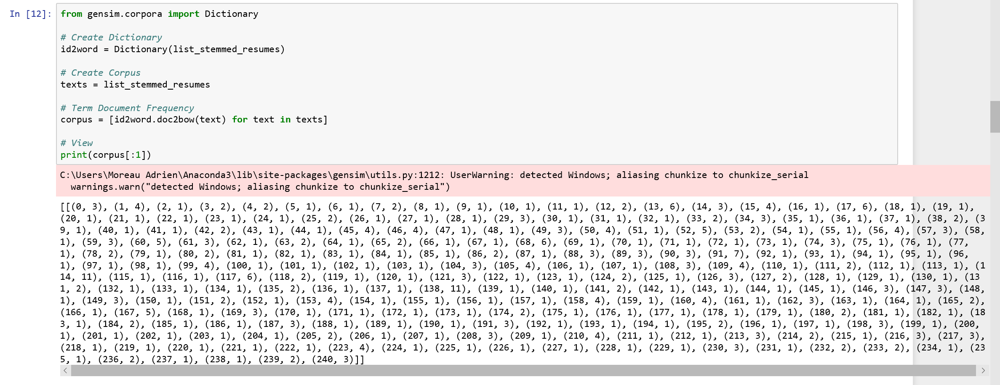 In [12]:
from gensim.corpora import Dictionary
# Create Dictionary
id2word = Dictionary(list_stemmed_resumes)
# Create Corpus
texts = list_stemmed_resumes
# Term Document Frequency
corpus = [id2word.doc2bow(text) for text in texts]
# View
print(corpus[:1])
C:\Users\Moreau Adrien\Anaconda3\lib\site-packages\gensim\utils.py:1212: UserWarning: detected Windows; aliasing chunkize to chunkize_serial
  warnings.warn("detected Windows; aliasing chunkize to chunkize_serial")
[[(0, 3), (1, 4), (2, 1), (3, 2), (4, 2), (5, 1), (6, 1), (7, 2), (8, 1), (9, 1), (10, 1), (11, 1), (12, 2), (13, 6), (14, 3), (15, 4), (16, 1), (17, 6), (18, 1), (19, 1),
(20, 1), (21, 1), (22, 1), (23, 1), (24, 1), (25, 2), (26, 1), (27, 1), (28, 1), (29, 3), (30, 1), (31, 1), (32, 1), (33, 2), (34, 3), (35, 1), (36, 1), (37, 1), (38, 2), (3
9, 1), (40, 1), (41, 1), (42, 2), (43, 1), (44, 1), (45, 4), (46, 4), (47, 1), (48, 1), (49, 3), (50, 4), (51, 1), (52, 5), (53, 2), (54, 1), (55, 1), (56, 4), (57, 3), (58,
1), (59, 3), (60, 5), (61, 3), (62, 1), (63, 2), (64, 1), (65, 2), (66, 1), (67, 1), (68, 6), (69, 1), (70, 1), (71, 1), (72, 1), (73, 1), (74, 3), (75, 1), (76, 1), (77,
1), (78, 2), (79, 1), (80, 2), (81, 1), (82, 1), (83, 1), (84, 1), (85, 1), (86, 2), (87, 1), (88, 3), (89, 3), (90, 3), (91, 7), (92, 1), (93, 1), (94, 1), (95, 1), (96,
1), (97, 1), (98, 1), (99, 4), (100, 1), (101, 1), (102, 1), (103, 1), (104, 3), (105, 4), (106, 1), (107, 1), (108, 3), (109, 4), (110, 1), (111, 2), (112, 1), (113, 1), (1
14, 11), (115, 1), (116, 1), (117, 6), (118, 2), (119, 1), (120, 1), (121, 3), (122, 1), (123, 1), (124, 2), (125, 1), (126, 3), (127, 2), (128, 1), (129, 1), (130, 1), (13
1, 2), (132, 1), (133, 1), (134, 1), (135, 2), (136, 1), (137, 1), (138, 11), (139, 1), (140, 1), (141, 2), (142, 1), (143, 1), (144, 1), (145, 1), (146, 3), (147, 3), (148,
1), (149, 3), (150, 1), (151, 2), (152, 1), (153, 4), (154, 1), (155, 1), (156, 1), (157, 1), (158, 4), (159, 1), (160, 4), (161, 1), (162, 3), (163, 1), (164, 1), (165, 2),
(166, 1), (167, 5), (168, 1), (169, 3), (170, 1), (171, 1), (172, 1), (173, 1), (174, 2), (175, 1), (176, 1), (177, 1), (178, 1), (179, 1), (180, 2), (181, 1), (182, 1), (18
3, 1), (184, 2), (185, 1), (186, 1), (187, 3), (188, 1), (189, 1), (190, 1), (191, 3), (192, 1), (193, 1), (194, 1), (195, 2), (196, 1), (197, 1), (198, 3), (199, 1), (200,
1), (201, 1), (202, 1), (203, 1), (204, 1), (205, 2), (206, 1), (207, 1), (208, 3), (209, 1), (210, 4), (211, 1), (212, 1), (213, 3), (214, 2), (215, 1), (216, 3), (217, 3),
(218, 1), (219, 1), (220, 1), (221, 1), (222, 1), (223, 4), (224, 1), (225, 1), (226, 1), (227, 1), (228, 1), (229, 1), (230, 3), (231, 1), (232, 2), (233, 2), (234, 1), (23
5, 1), (236, 2), (237, 1), (238, 1), (239, 2), (240, 3)]]